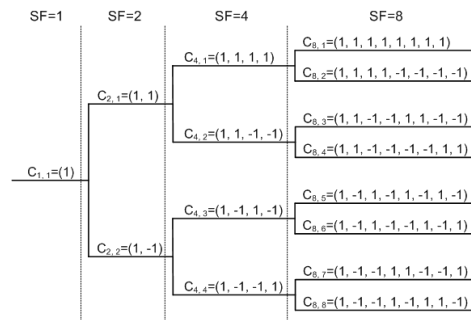 SF=1 SF=2 SF=4 SF=8
C8, 1=(1, 1, 1, 1, 1, 1, 1, 1)
C4, 1=(1, 1, 1, 1)
C8, 2=(1, 1, 1, 1, -1, -1, -1, -1)
C2, 1=(1, 1)
C8, 3=(1, 1, -1, -1, 1, 1, -1, -1)
C4, 2=(1, 1, -1, -1)
C8, 4=(1, 1, -1, -1, -1, -1, 1, 1)
C1, 1=(1)
C8, 5=(1, -1, 1, -1, 1, -1, 1, -1)
C4, 3=(1, -1, 1, -1)
C8, 6=(1, -1, 1, -1, -1, 1, -1, 1)
C2, 2=(1, -1)
C8, 7=(1, -1, -1, 1, 1, -1, -1, 1)
C4, 4=(1, -1, -1, 1)
C8, 8=(1, -1, -1, 1, -1, 1, 1, -1)